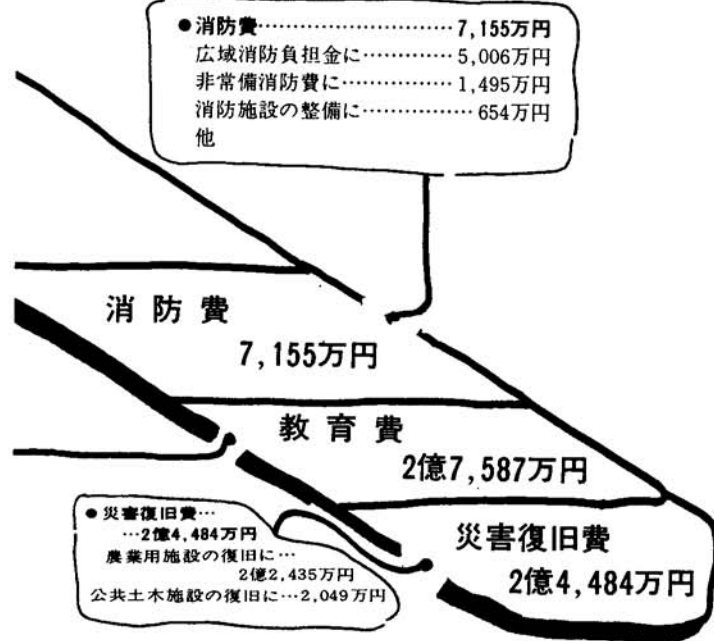 ●消防費…………………………7,155万円
広域消防負担金に……………5,006万円
非常備消防費に………………1,495万円
消防施設の整備に……………654万円
他
消防費
7,155万円
教育費
2億7,587万円
●災害復旧費…
…2億4,484万円
農業用施設の復旧に…
2億2,435万円
公共土木施設の復旧に…2,049万円
災害復旧費
2億4,484万円